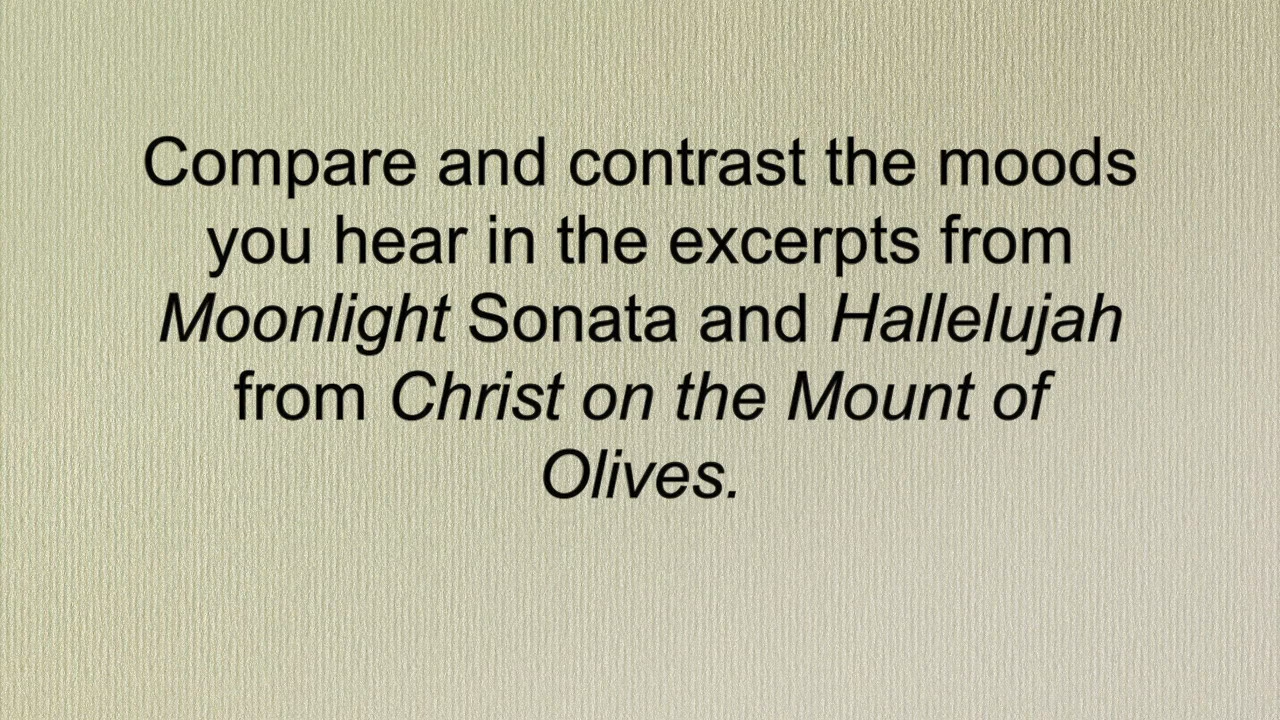 Compare and contrast the moods
you hear in the excerpts from
Moonlight Sonata and Hallelujah
from Christ on the Mount of
Olives.